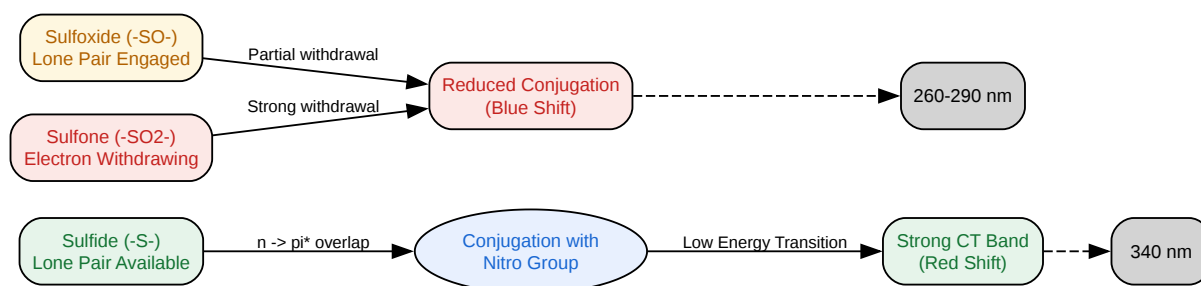 Sulfoxide (-SO-)
Lone Pair Engaged
Partial withdrawal
Sulfone (-SO2-)
Electron Withdrawing
Strong withdrawal
Reduced Conjugation
(Blue Shift)
260-290 nm
Sulfide (-S-)
Lone Pair Available
n -> pi* overlap
Conjugation with
Nitro Group
Low Energy Transition
Strong CT Band
(Red Shift)
340 nm